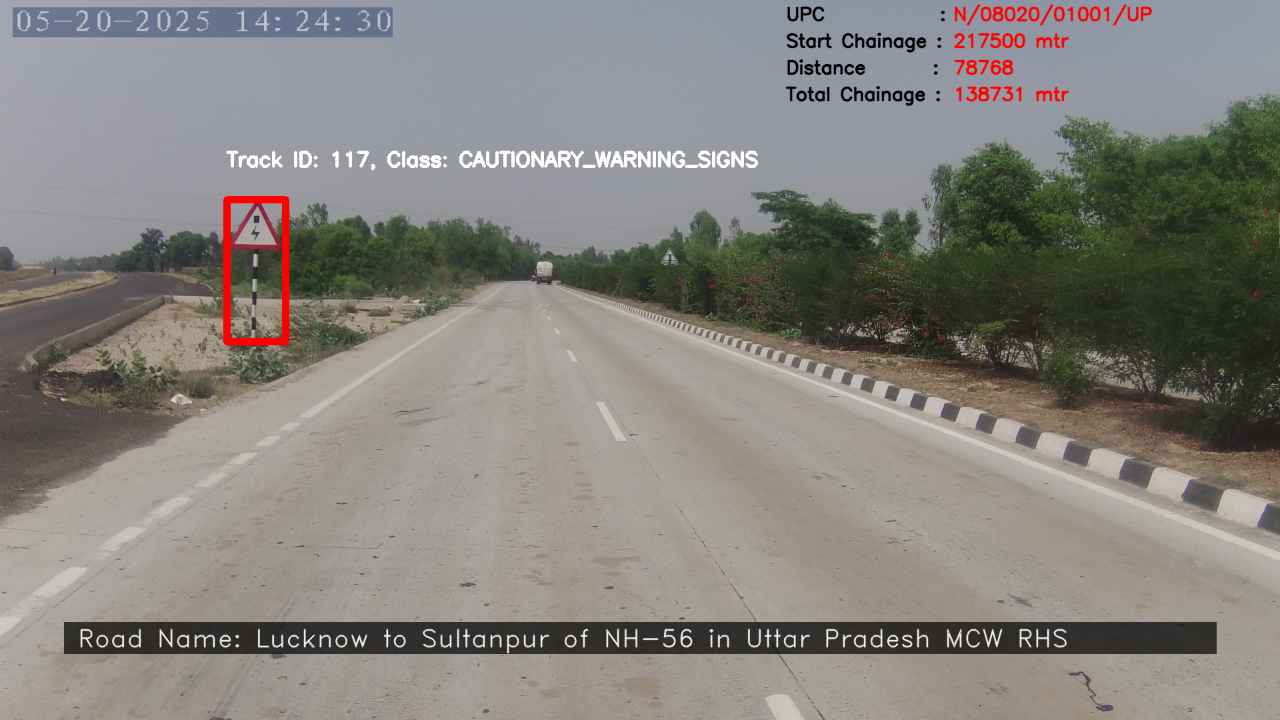 05-20-2025 14:24:30
UPC : N/08020/01001/UP
Start Chainage : 217500 mtr
Distance : 78768
Total Chainage : 138731 mtr
Track ID: 117, Class: CAUTIONARY_WARNING_SIGNS
Road Name: Lucknow to Sultanpur of NH-56 in Uttar Pradesh MCW RHS